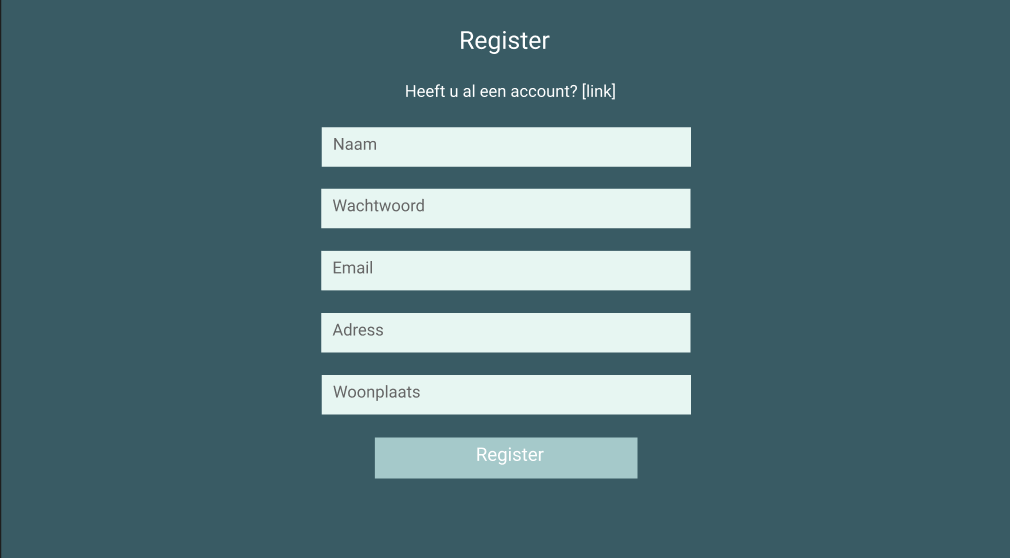 Register
Heeft u al een account? [link]
Naam
Wachtwoord
Email
Adress
Woonplaats
Register